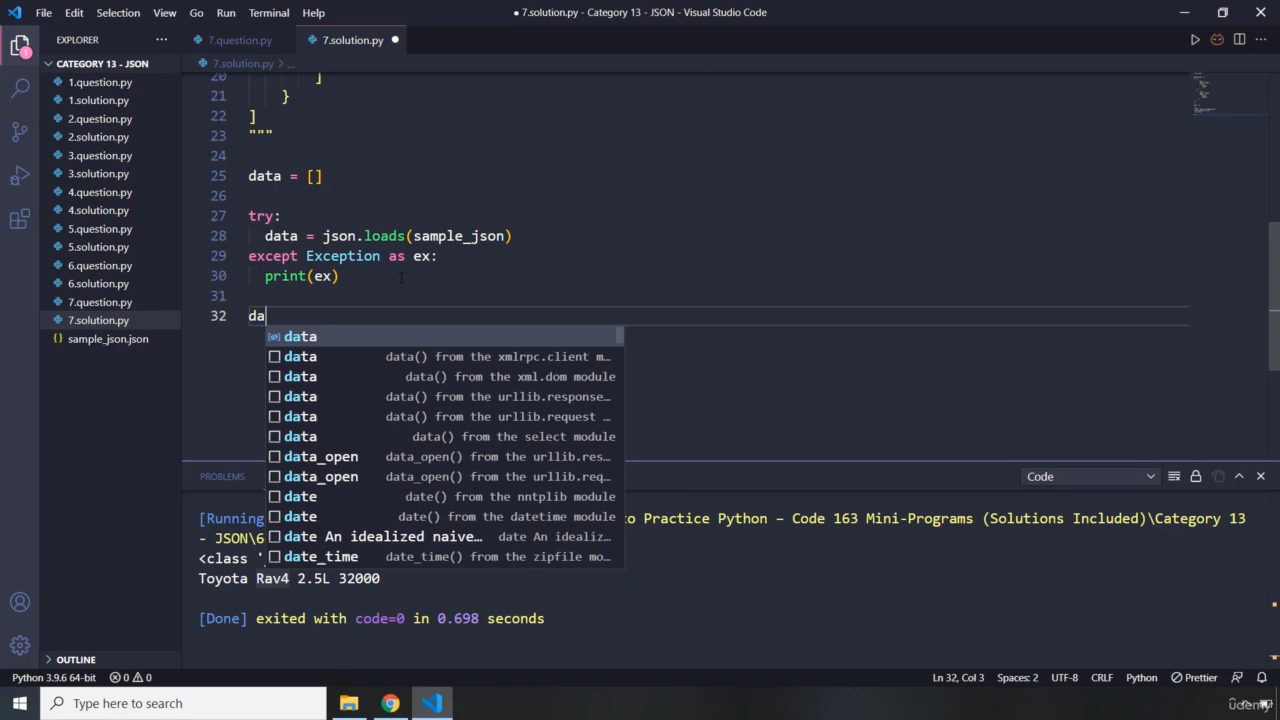 File Edit Selection View Go Run Terminal Help
● 7.solution.py - Category 13 - JSON - Visual Studio Code
EXPLORER
7.question.py
7.solution.py
CATEGORY 13 - JSON
7.solution.py > ...
1.question.py
1.solution.py
2.question.py
2.solution.py
3.question.py
3.solution.py
4.question.py
4.solution.py
5.question.py
5.solution.py
6.question.py
6.solution.py
7.question.py
7.solution.py
{} sample_json.json
OUTLINE
1
20 ]
21 }
22 ]
23 """
24
25 data = []
26
27 try:
28 data = json.loads(sample_json)
29 except Exception as ex:
30 print(ex)
31
32 da
data
data data() from the xmlrpc.client m…
data data() from the xml.dom module
data data() from the urllib.response…
data data() from the urllib.request …
data data() from the select module
data_open data_open() from the urllib.res…
data_open data_open() from the urllib.req…
date date() from the nntplib module
date date() from the datetime module
date An idealized naive… date An idealiz…
date_time date_time() from the zipfile mo…
PROBLEMS
Code
[Running
to Practice Python – Code 163 Mini-Programs (Solutions Included)\Category 13
- JSON\6
<class '
Toyota Rav4 2.5L 32000
[Done] exited with code=0 in 0.698 seconds
Python 3.9.6 64-bit
0 0
Ln 32, Col 3 Spaces: 2 UTF-8 CRLF Python Prettier
Type here to search
Udemy